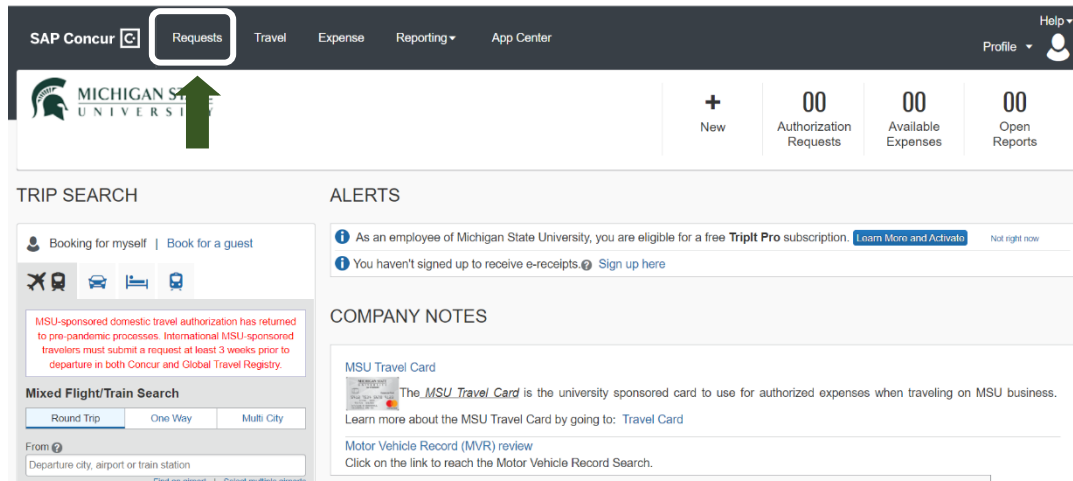 SAP Concur C Requests Travel Expense Reporting App Center
Help
Profile
MICHIGAN STATE
UNIVERSITY
+ 00 00 00
New Authorization Available Open
Requests Expenses Reports
TRIP SEARCH
Booking for myself | Book for a guest
MSU-sponsored domestic travel authorization has returned
to pre-pandemic processes. International MSU-sponsored
travelers must submit a request at least 3 weeks prior to
departure in both Concur and Global Travel Registry.
Mixed Flight/Train Search
Round Trip One Way Multi City
From ?
Departure city, airport or train station
Find an airport | Select multiple airports
ALERTS
As an employee of Michigan State University, you are eligible for a free TripIt Pro subscription. Learn More and Activate Not right now
You haven't signed up to receive e-receipts. Sign up here
COMPANY NOTES
MSU Travel Card
The MSU Travel Card is the university sponsored card to use for authorized expenses when traveling on MSU business.
Learn more about the MSU Travel Card by going to: Travel Card
Motor Vehicle Record (MVR) review
Click on the link to reach the Motor Vehicle Record Search.